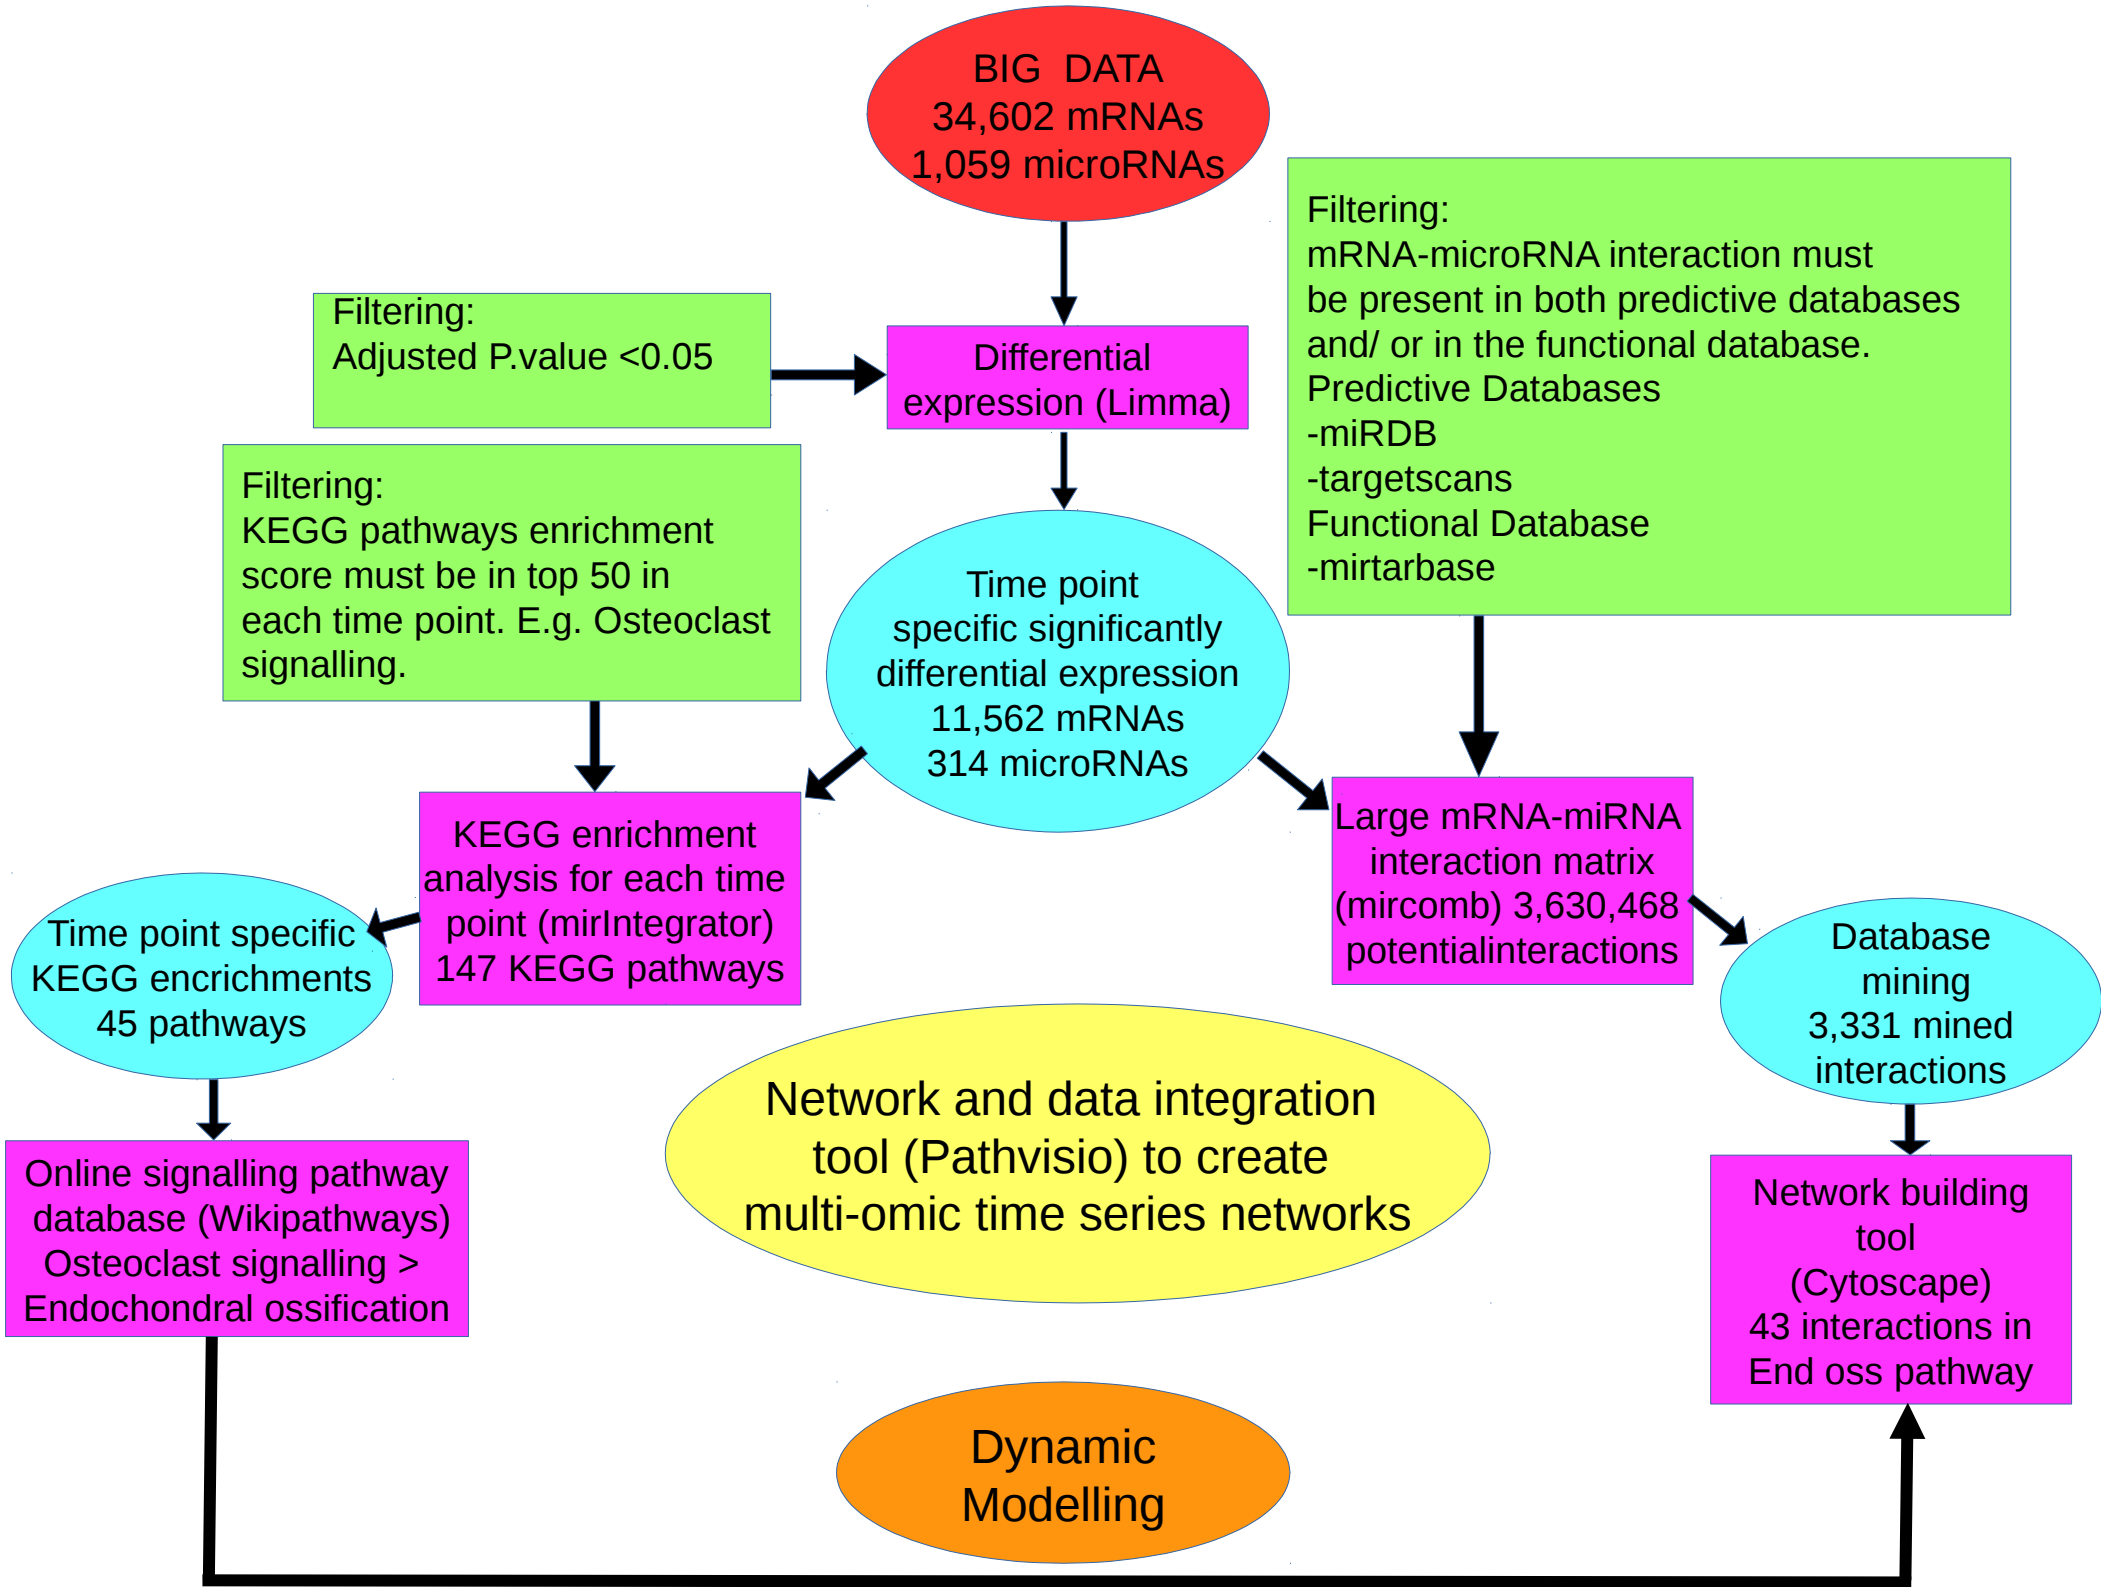 BIG DATA
34,602 mRNAs
1,059 microRNAs
Filtering:
mRNA-microRNA interaction must
be present in both predictive databases
and/ or in the functional database.
Predictive Databases
-miRDB
-targetscans
Functional Database
-mirtarbase
Filtering:
Adjusted P.value <0.05
Differential
expression (Limma)
Filtering:
KEGG pathways enrichment
score must be in top 50 in
each time point. E.g. Osteoclast
signalling.
Time point
specific significantly
differential expression
11,562 mRNAs
314 microRNAs
KEGG enrichment
analysis for each time
point (mirIntegrator)
147 KEGG pathways
Large mRNA-miRNA
interaction matrix
(mircomb) 3,630,468
potentialinteractions
Time point specific
KEGG encrichments
45 pathways
Database
mining
3,331 mined
interactions
Network and data integration
tool (Pathvisio) to create
multi-omic time series networks
Online signalling pathway
database (Wikipathways)
Osteoclast signalling >
Endochondral ossification
Network building
tool
(Cytoscape)
43 interactions in
End oss pathway
Dynamic
Modelling